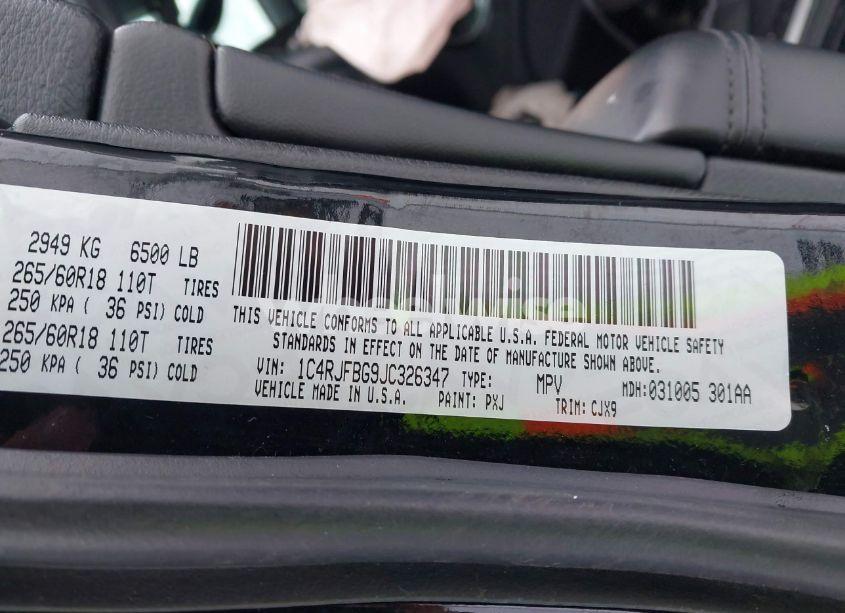 2949 KG 6500 LB
265/60R18 110T TIRES
250 KPA ( 36 PSI) COLD
265/60R18 110T TIRES
250 KPA ( 36 PSI) COLD
THIS VEHICLE CONFORMS TO ALL APPLICABLE U.S.A. FEDERAL MOTOR VEHICLE SAFETY
STANDARDS IN EFFECT ON THE DATE OF MANUFACTURE SHOWN ABOVE.
VIN: 1C4RJFBG9JC326347 TYPE: MPV MDH:031005 301AA
VEHICLE MADE IN U.S.A. PAINT: PXJ TRIM: CJX9